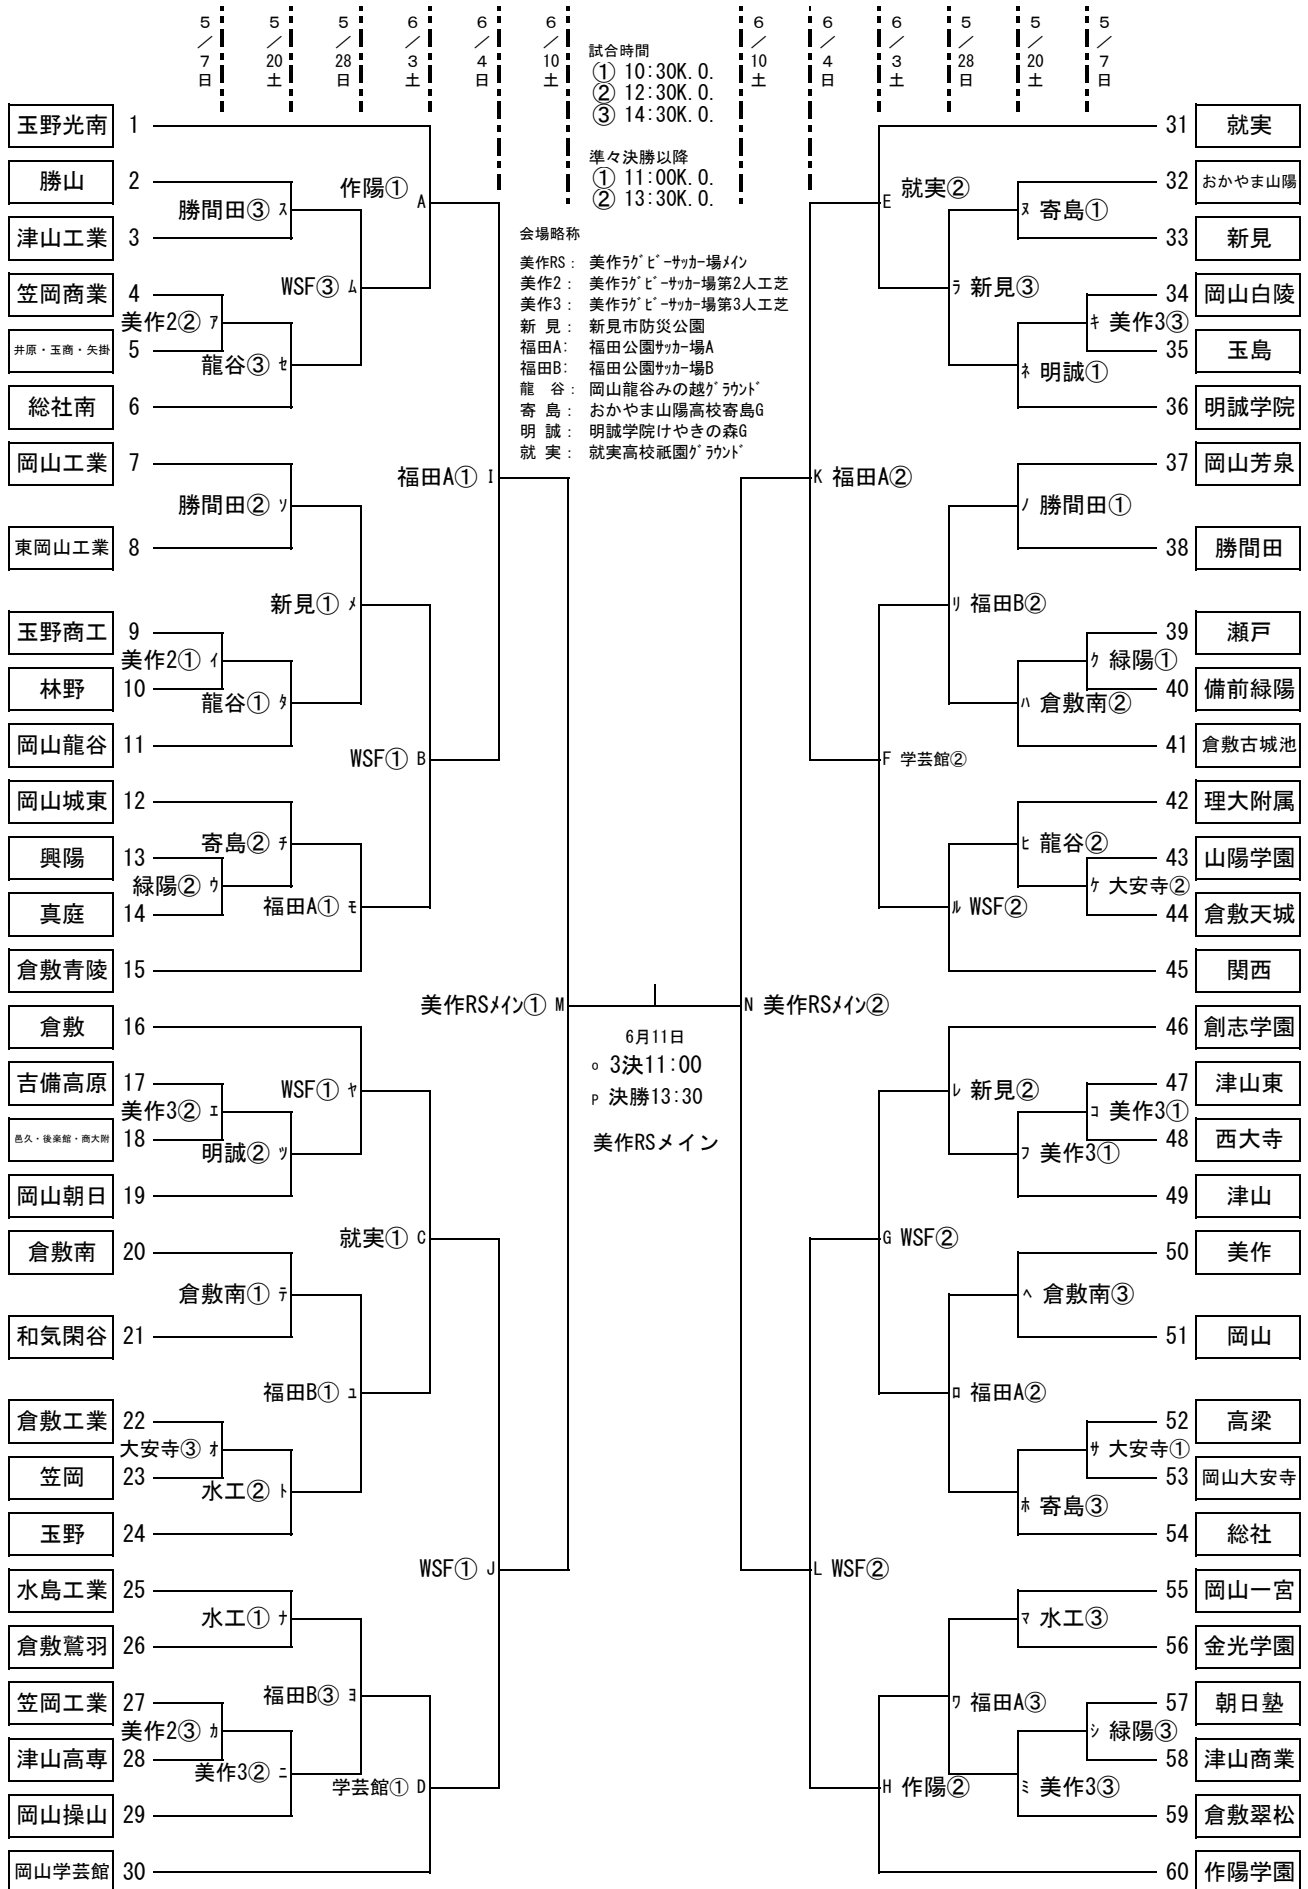 5/7日
5/20土
5/28日
6/3土
6/4日
6/10土
6/10土
6/4日
6/3土
5/28日
5/20土
5/7日
試合時間
① 10:30K.O.
② 12:30K.O.
③ 14:30K.O.
準々決勝以降
① 11:00K.O.
② 13:30K.O.
会場略称
美作RS: 美作ラグビーサッカー場メイン
美作2: 美作ラグビーサッカー場第2人工芝
美作3: 美作ラグビーサッカー場第3人工芝
新 見: 新見市防災公園
福田A: 福田公園サッカー場A
福田B: 福田公園サッカー場B
龍 谷: 岡山龍谷みの越グラウンド
寄 島: おかやま山陽高校寄島G
明 誠: 明誠学院けやきの森G
就 実: 就実高校祇園グラウンド
玉野光南 1
作陽① A
勝山 2
勝間田③ ス
津山工業 3
WSF③ ム
笠岡商業 4
美作2② ア
井原・玉商・矢掛 5
龍谷③ セ
総社南 6
岡山工業 7
福田A① I
勝間田② ソ
東岡山工業 8
新見① メ
玉野商工 9
美作2① イ
林野 10
龍谷① タ
岡山龍谷 11
WSF① B
岡山城東 12
寄島② チ
興陽 13
緑陽② ウ
真庭 14
福田A① モ
倉敷青陵 15
美作RSメイン① M
倉敷 16
吉備高原 17
WSF① ヤ
美作3② エ
邑久・後楽館・商大附 18
明誠② ツ
岡山朝日 19
就実① C
倉敷南 20
倉敷南① テ
和気閑谷 21
福田B① ユ
倉敷工業 22
大安寺③ オ
笠岡 23
水工② ト
玉野 24
WSF① J
水島工業 25
水工① ナ
倉敷鷲羽 26
福田B③ ヨ
笠岡工業 27
美作2③ カ
津山高専 28
美作3② ニ
学芸館① D
岡山操山 29
岡山学芸館 30
6月11日
O 3決11:00
P 決勝13:30
美作RSメイン
31 就実
E 就実②
32 おかやま山陽
ヌ 寄島①
33 新見
ラ 新見③
34 岡山白陵
キ 美作3③
35 玉島
ネ 明誠①
36 明誠学院
37 岡山芳泉
K 福田A②
ノ 勝間田①
38 勝間田
リ 福田B②
39 瀬戸
ク 緑陽①
40 備前緑陽
ハ 倉敷南②
41 倉敷古城池
F 学芸館②
42 理大附属
ヒ 龍谷②
43 山陽学園
ケ 大安寺②
44 倉敷天城
ル WSF②
45 関西
N 美作RSメイン②
46 創志学園
47 津山東
レ 新見②
コ 美作3①
48 西大寺
フ 美作3①
49 津山
G WSF②
50 美作
ヘ 倉敷南③
51 岡山
ロ 福田A②
52 高梁
サ 大安寺①
53 岡山大安寺
ホ 寄島③
54 総社
L WSF②
55 岡山一宮
マ 水工③
56 金光学園
ワ 福田A③
57 朝日塾
シ 緑陽③
58 津山商業
H 作陽②
ミ 美作3③
59 倉敷翠松
60 作陽学園